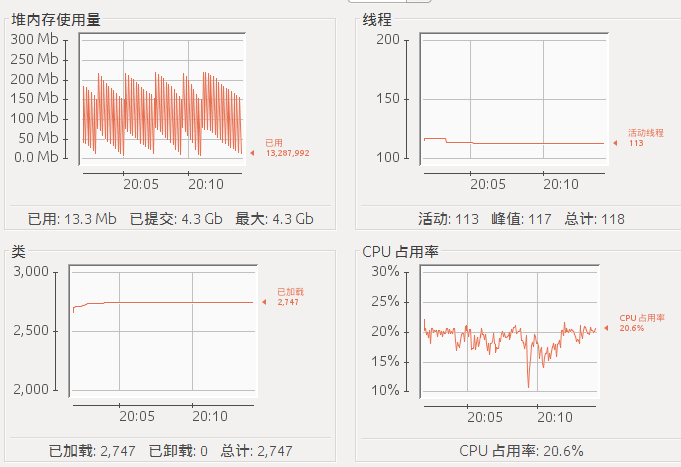 堆内存使用量
300 Mb
250 Mb
200 Mb
150 Mb
100 Mb
50 Mb
0.0 Mb
已用
13,287,992
20:05 20:10
已用: 13.3 Mb 已提交: 4.3 Gb 最大: 4.3 Gb
线程
200
150
100
活动线程
113
20:05 20:10
活动: 113 峰值: 117 总计: 118
类
3,000
2,500
2,000
已加载
2,747
20:05 20:10
已加载: 2,747 已卸载: 0 总计: 2,747
CPU 占用率
30%
25%
20%
15%
10%
CPU 占用率
20.6%
20:05 20:10
CPU 占用率: 20.6%